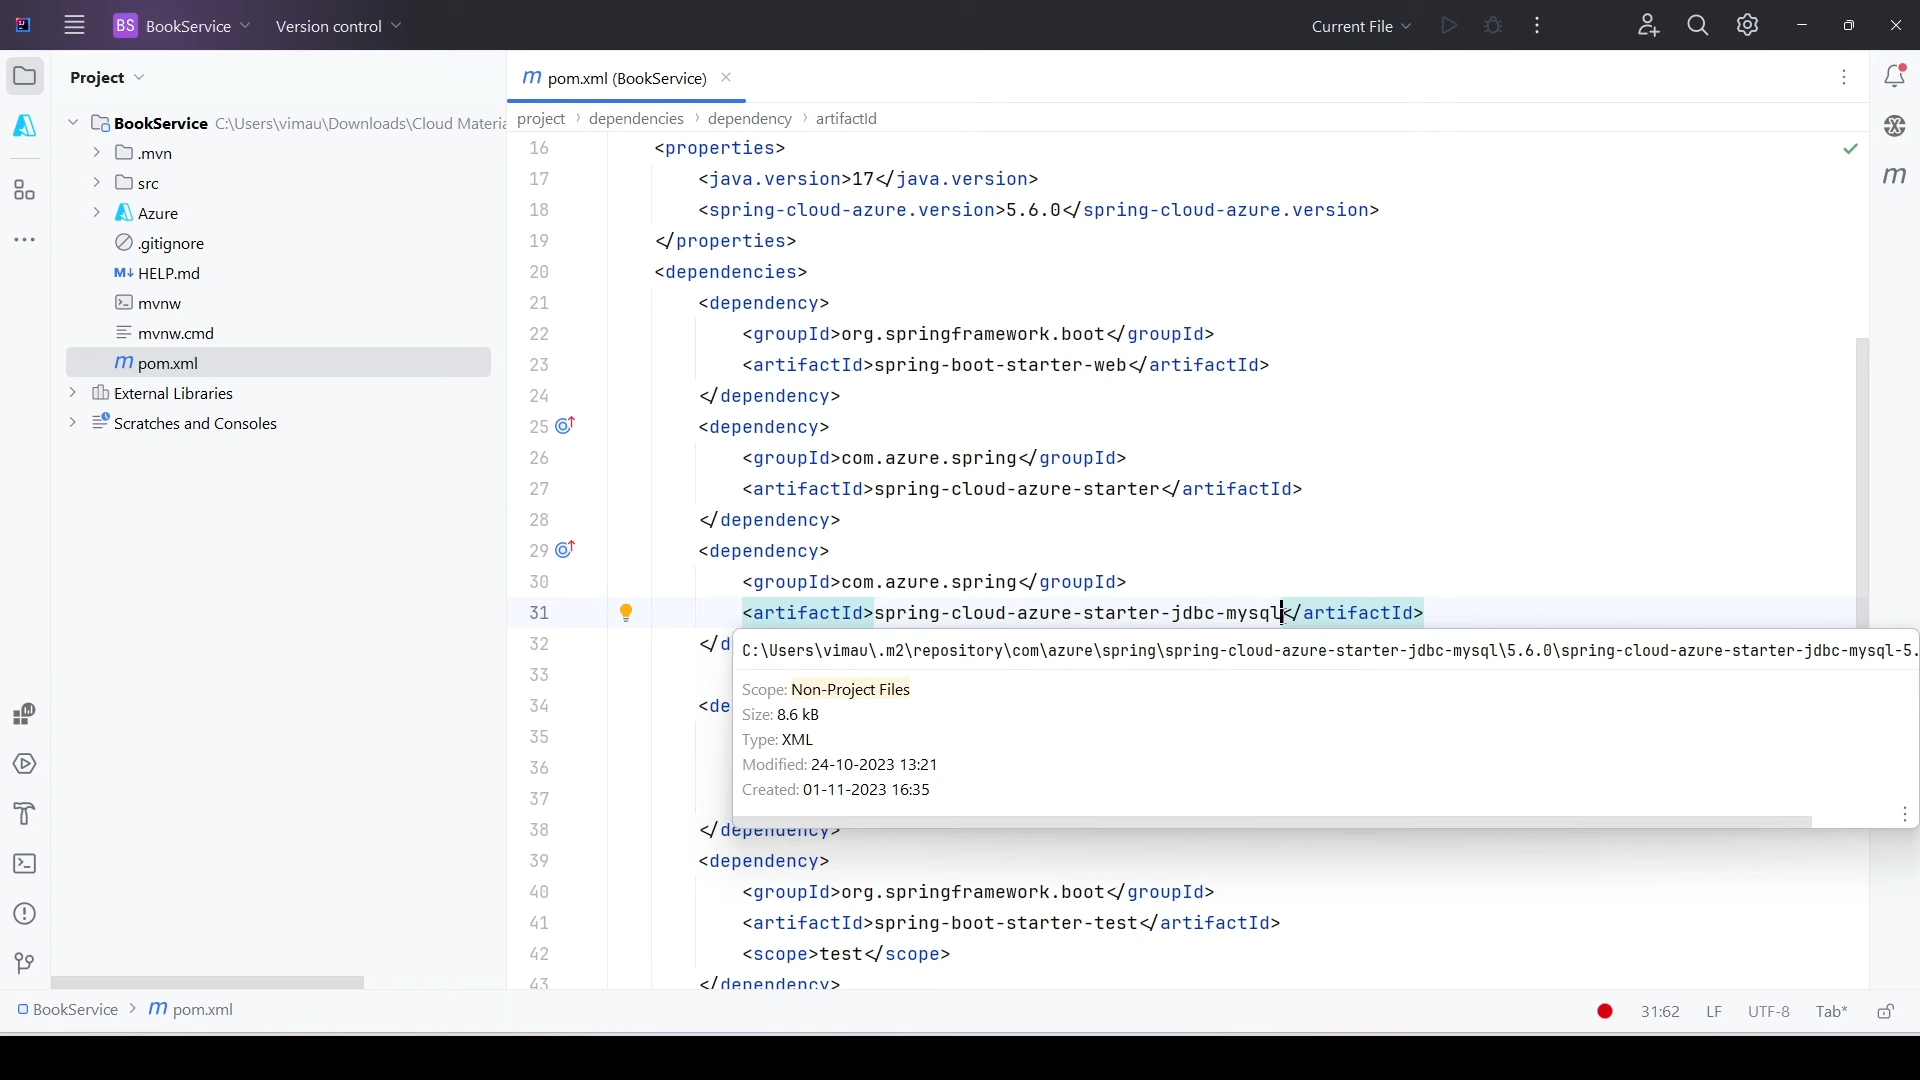 BS BookService
Version control
Current File
Project
pom.xml (BookService)
BookService C:\Users\vimau\Downloads\Cloud Materia
project › dependencies › dependency › artifactId
.mvn
src
Azure
.gitignore
M↓ HELP.md
mvnw
mvnw.cmd
m pom.xml
External Libraries
Scratches and Consoles
16 <properties>
17 <java.version>17</java.version>
18 <spring-cloud-azure.version>5.6.0</spring-cloud-azure.version>
19 </properties>
20 <dependencies>
21 <dependency>
22 <groupId>org.springframework.boot</groupId>
23 <artifactId>spring-boot-starter-web</artifactId>
24 </dependency>
25 <dependency>
26 <groupId>com.azure.spring</groupId>
27 <artifactId>spring-cloud-azure-starter</artifactId>
28 </dependency>
29 <dependency>
30 <groupId>com.azure.spring</groupId>
31 <artifactId>spring-cloud-azure-starter-jdbc-mysql</artifactId>
32 </d
C:\Users\vimau\.m2\repository\com\azure\spring\spring-cloud-azure-starter-jdbc-mysql\5.6.0\spring-cloud-azure-starter-jdbc-mysql-5.
33
Scope: Non-Project Files
34 <de
Size: 8.6 kB
35
Type: XML
36
Modified: 24-10-2023 13:21
37
Created: 01-11-2023 16:35
38 </dependency>
39 <dependency>
40 <groupId>org.springframework.boot</groupId>
41 <artifactId>spring-boot-starter-test</artifactId>
42 <scope>test</scope>
43 </dependency>
BookService › m pom.xml
31:62 LF UTF-8 Tab*